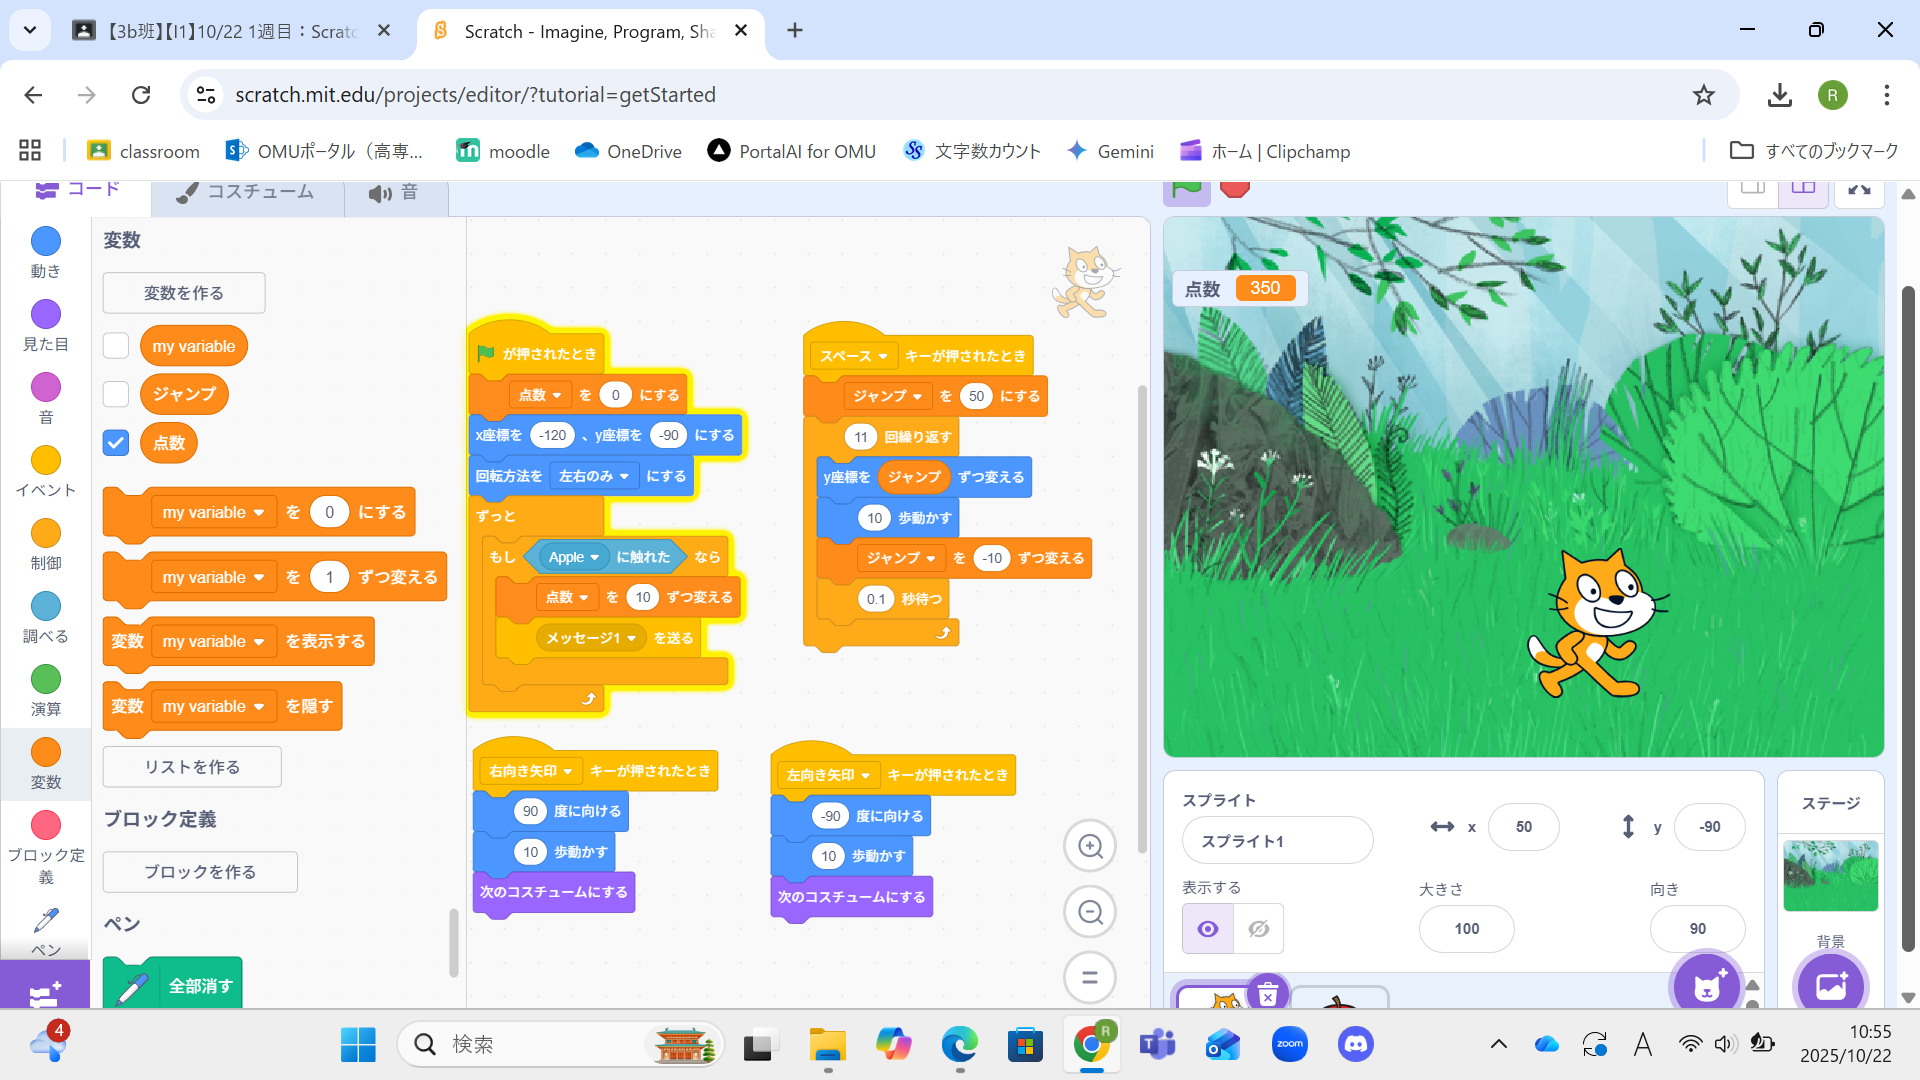 【3b班】【I1】10/22 1週目：Scratc
Scratch - Imagine, Program, Sha
scratch.mit.edu/projects/editor/?tutorial=getStarted
R
classroom
OMUポータル（高専...
moodle
OneDrive
PortalAI for OMU
文字数カウント
Gemini
ホーム | Clipchamp
すべてのブックマーク
コード
コスチューム
音
動き
見た目
音
イベント
制御
調べる
演算
変数
ブロック定義
ペン
変数
変数を作る
my variable
ジャンプ
点数
my variable を 0 にする
my variable を 1 ずつ変える
変数 my variable を表示する
変数 my variable を隠す
リストを作る
ブロック定義
ブロックを作る
ペン
全部消す
が押されたとき
点数 を 0 にする
x座標を -120 、y座標を -90 にする
回転方法を 左右のみ にする
ずっと
もし Apple に触れた なら
点数 を 10 ずつ変える
メッセージ1 を送る
スペース キーが押されたとき
ジャンプ を 50 にする
11 回繰り返す
y座標を ジャンプ ずつ変える
10 歩動かす
ジャンプ を -10 ずつ変える
0.1 秒待つ
右向き矢印 キーが押されたとき
90 度に向ける
10 歩動かす
次のコスチュームにする
左向き矢印 キーが押されたとき
-90 度に向ける
10 歩動かす
次のコスチュームにする
点数 350
スプライト
スプライト1
x 50
y -90
表示する
大きさ 100
向き 90
ステージ
背景
4
検索
R
zoom
A
10:55
2025/10/22